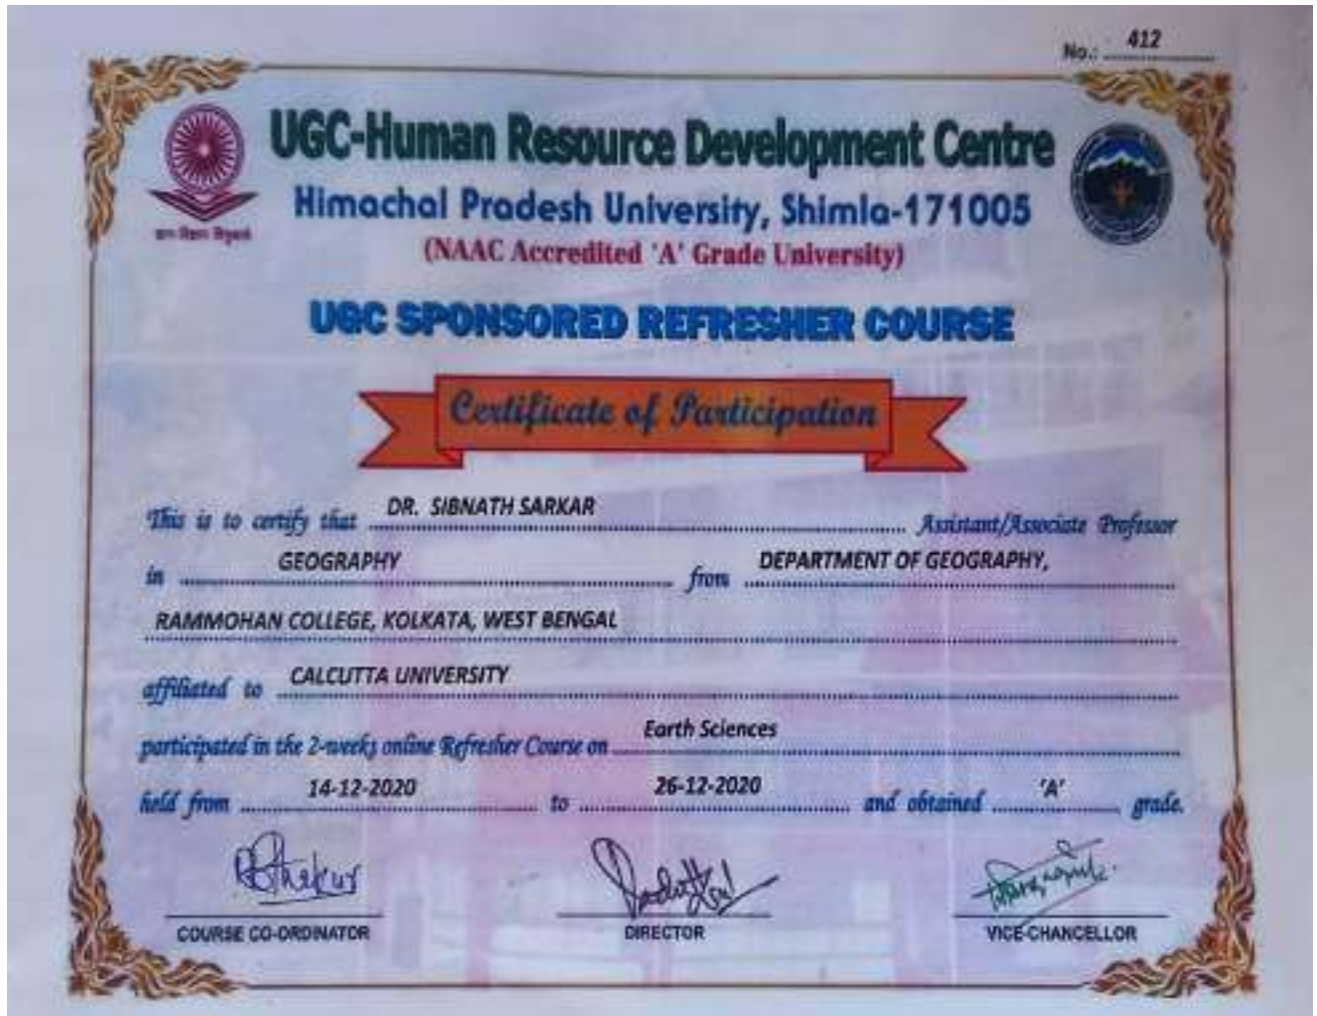 No.: 412
UGC-Human Resource Development Centre
Himachal Pradesh University, Shimla-171005
(NAAC Accredited 'A' Grade University)
UGC SPONSORED REFRESHER COURSE
Certificate of Participation
This is to certify that DR. SIBNATH SARKAR Assistant/Associate Professor
in GEOGRAPHY from DEPARTMENT OF GEOGRAPHY,
RAMMOHAN COLLEGE, KOLKATA, WEST BENGAL
affiliated to CALCUTTA UNIVERSITY
participated in the 2-weeks online Refresher Course on Earth Sciences
held from 14-12-2020 to 26-12-2020 and obtained 'A' grade.
COURSE CO-ORDINATOR DIRECTOR VICE-CHANCELLOR